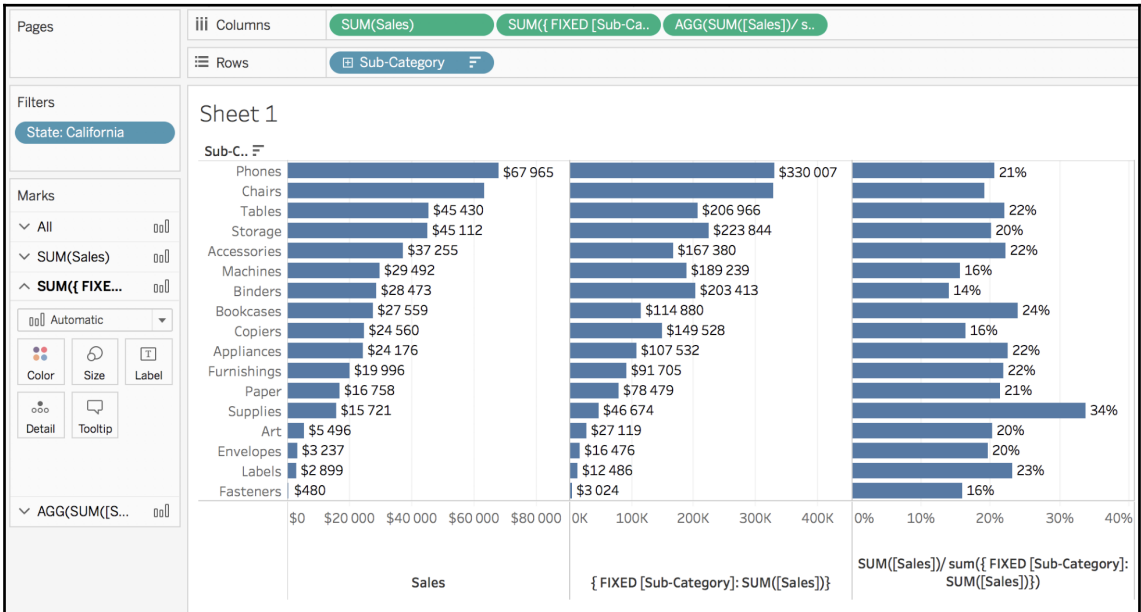 Pages
iii Columns
SUM(Sales)
SUM({ FIXED [Sub-Ca..
AGG(SUM([Sales])/ s..
Rows
Sub-Category
Filters
State: California
Marks
All
SUM(Sales)
SUM({ FIXE...
Automatic
Color
Size
Label
Detail
Tooltip
AGG(SUM([S...
Sheet 1
Sub-C..
Phones $67 965 $330 007 21%
Chairs
Tables $45 430 $206 966 22%
Storage $45 112 $223 844 20%
Accessories $37 255 $167 380 22%
Machines $29 492 $189 239 16%
Binders $28 473 $203 413 14%
Bookcases $27 559 $114 880 24%
Copiers $24 560 $149 528 16%
Appliances $24 176 $107 532 22%
Furnishings $19 996 $91 705 22%
Paper $16 758 $78 479 21%
Supplies $15 721 $46 674 34%
Art $5 496 $27 119 20%
Envelopes $3 237 $16 476 20%
Labels $2 899 $12 486 23%
Fasteners $480 $3 024 16%
$0 $20 000 $40 000 $60 000 $80 000 0K 100K 200K 300K 400K 0% 10% 20% 30% 40%
Sales
{ FIXED [Sub-Category]: SUM([Sales])}
SUM([Sales])/ sum({ FIXED [Sub-Category]:
SUM([Sales])})